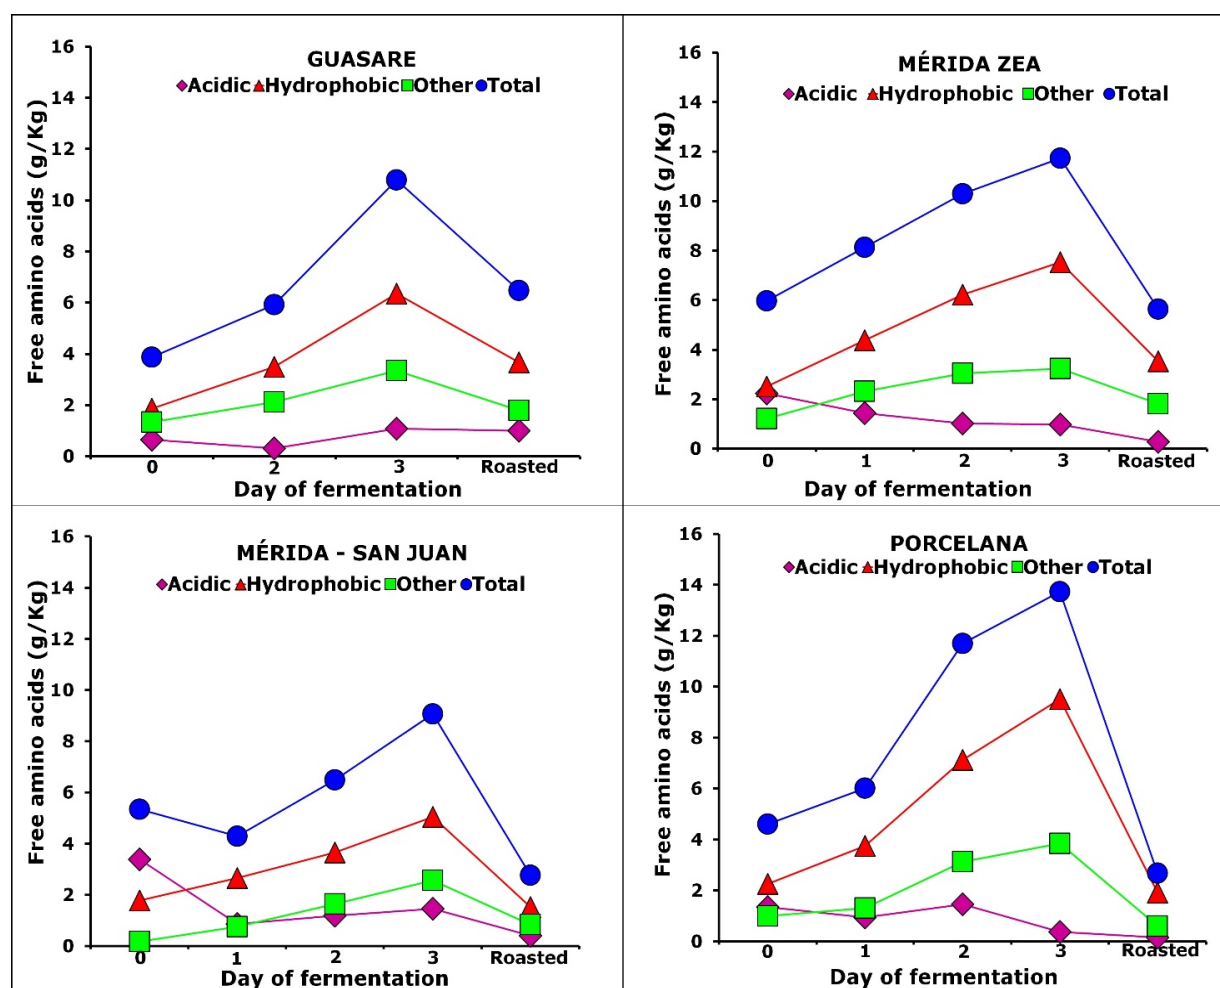 GUASARE
Acidic Hydrophobic Other Total
Free amino acids (g/Kg)
16
14
12
10
8
6
4
2
0
0 2 3 Roasted
Day of fermentation
MÉRIDA ZEA
Acidic Hydrophobic Other Total
Free amino acids (g/Kg)
16
14
12
10
8
6
4
2
0
0 1 2 3 Roasted
Day of fermentation
MÉRIDA - SAN JUAN
Acidic Hydrophobic Other Total
Free amino acids (g/Kg)
16
14
12
10
8
6
4
2
0
0 1 2 3 Roasted
Day of fermentation
PORCELANA
Acidic Hydrophobic Other Total
Free amino acids (g/Kg)
16
14
12
10
8
6
4
2
0
0 1 2 3 Roasted
Day of fermentation